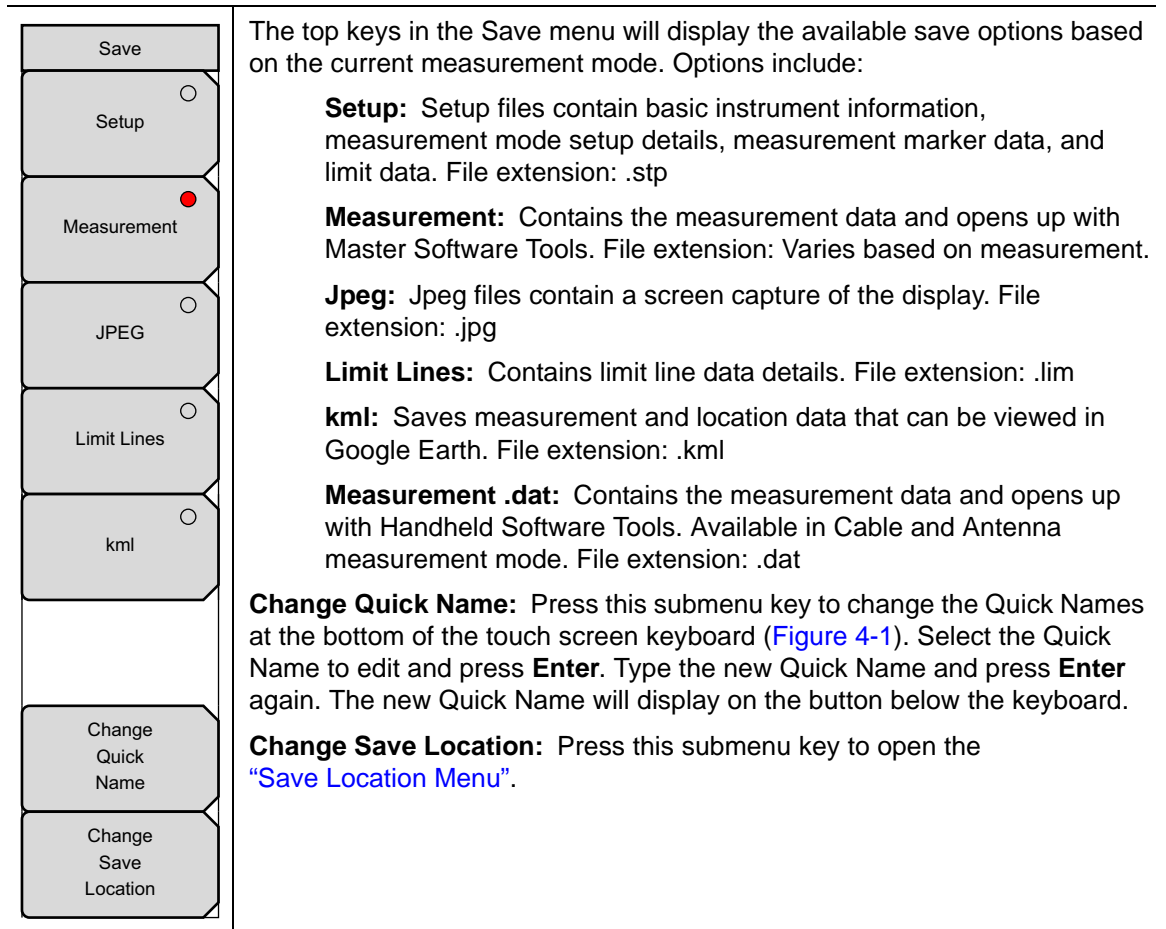 Save
Setup
Measurement
JPEG
Limit Lines
kml
Change
Quick
Name
Change
Save
Location
The top keys in the Save menu will display the available save options based
on the current measurement mode. Options include:
Setup: Setup files contain basic instrument information,
measurement mode setup details, measurement marker data, and
limit data. File extension: .stp
Measurement: Contains the measurement data and opens up with
Master Software Tools. File extension: Varies based on measurement.
Jpeg: Jpeg files contain a screen capture of the display. File
extension: .jpg
Limit Lines: Contains limit line data details. File extension: .lim
kml: Saves measurement and location data that can be viewed in
Google Earth. File extension: .kml
Measurement .dat: Contains the measurement data and opens up
with Handheld Software Tools. Available in Cable and Antenna
measurement mode. File extension: .dat
Change Quick Name: Press this submenu key to change the Quick Names
at the bottom of the touch screen keyboard (Figure 4-1). Select the Quick
Name to edit and press Enter. Type the new Quick Name and press Enter
again. The new Quick Name will display on the button below the keyboard.
Change Save Location: Press this submenu key to open the
“Save Location Menu”.